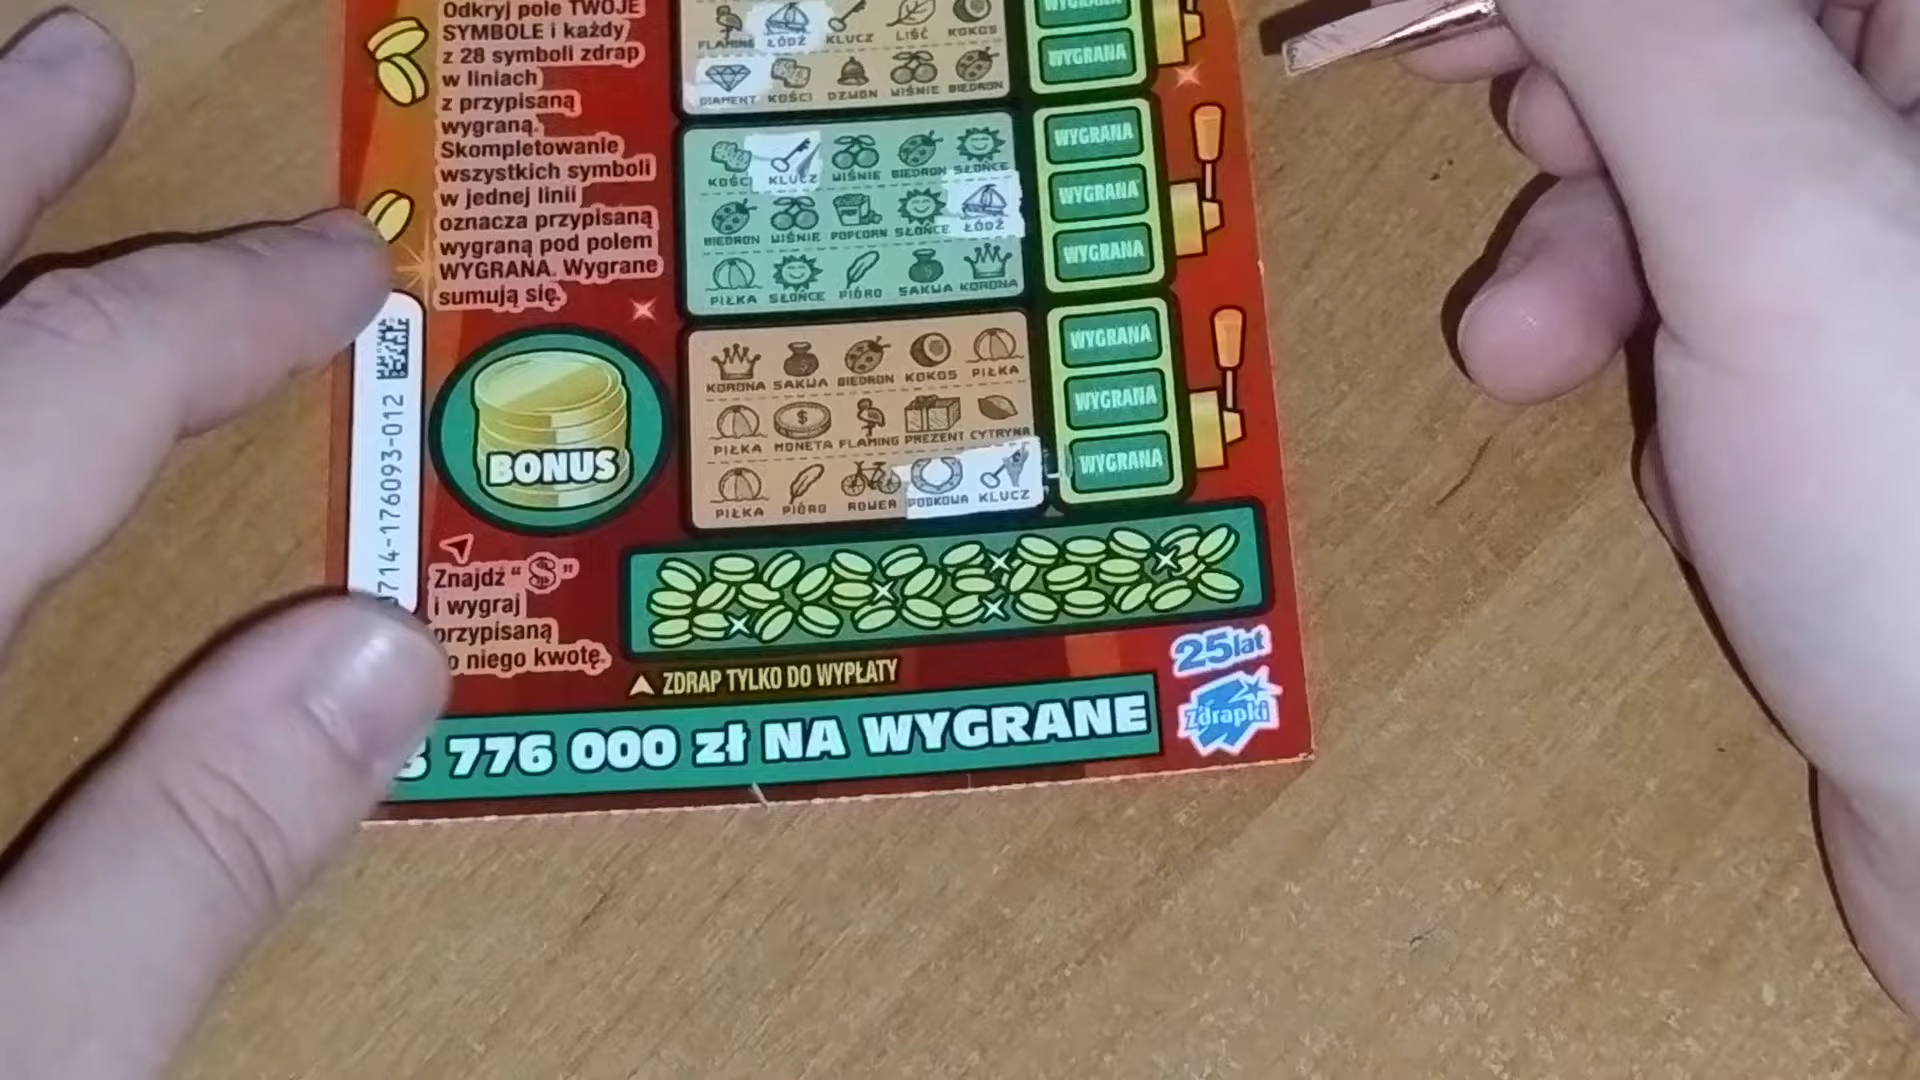 Odkryj pole TWOJE
SYMBOLE i każdy
z 28 symboli zdrap
w liniach
z przypisaną
wygraną.
Skompletowanie
wszystkich symboli
w jednej linii
oznacza przypisaną
wygraną pod polem
WYGRANA. Wygrane
sumują się.
FLAMING ŁÓDŹ KLUCZ LIŚĆ KOKOS
DIAMENT KOŚCI DZWON WIŚNIE BIEDRON
WYGRANA
WYGRANA
KOŚCI KLUCZ WIŚNIE BIEDRON SŁOŃCE
BIEDRON WIŚNIE POPCORN SŁOŃCE ŁÓDŹ
PIŁKA SŁOŃCE PIÓRO SAKWA KORONA
WYGRANA
WYGRANA
WYGRANA
KORONA SAKWA BIEDRON KOKOS PIŁKA
PIŁKA MONETA FLAMING PREZENT CYTRYNA
PIŁKA PIÓRO ROWER PODKOWA KLUCZ
WYGRANA
WYGRANA
WYGRANA
714-176093-012
BONUS
Znajdź "$"
i wygraj
przypisaną
o niego kwotę.
ZDRAP TYLKO DO WYPŁATY
776 000 zł NA WYGRANE
25 lat
Zdrapki